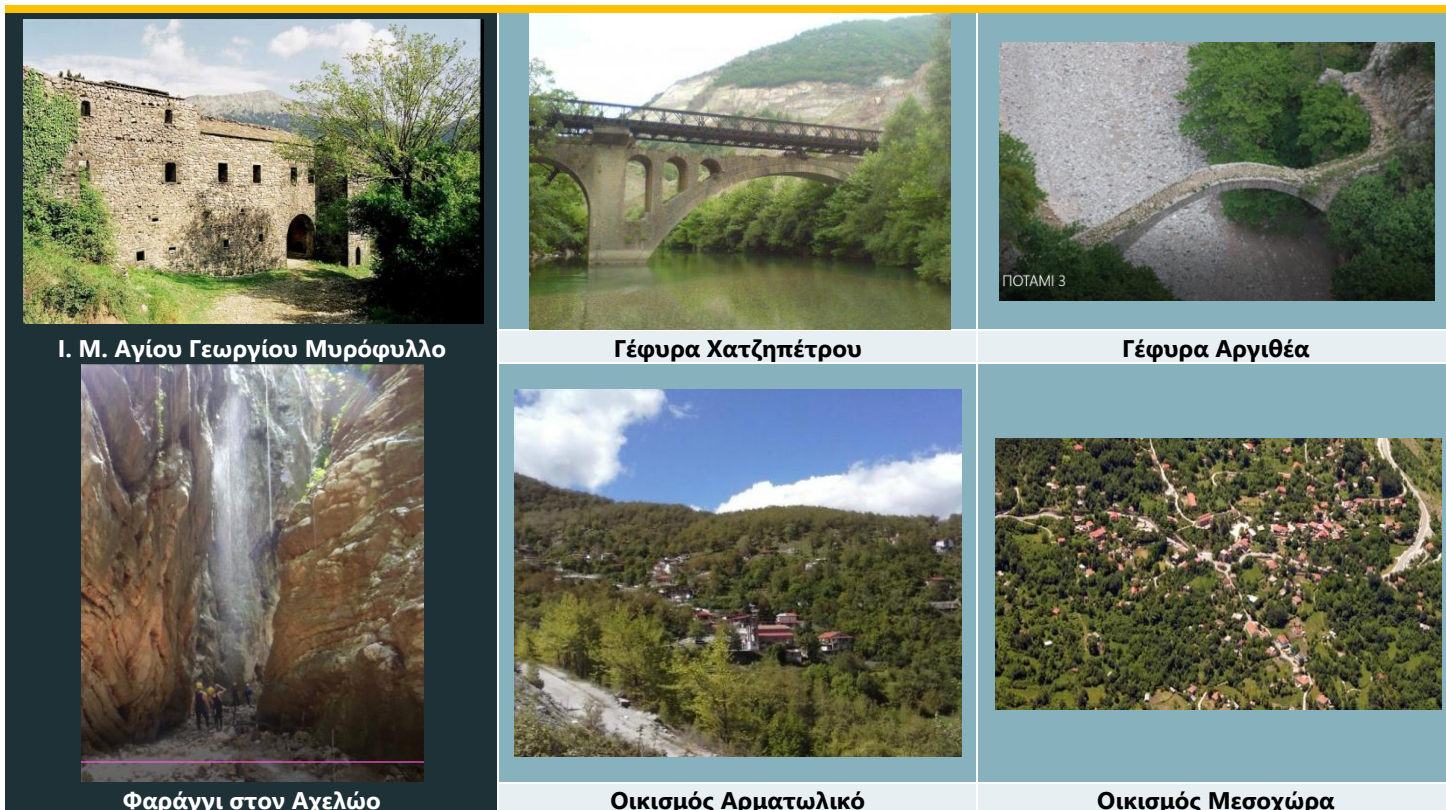 ΠΟΤΑΜΙ 3
Ι. Μ. Αγίου Γεωργίου Μυρόφυλλο
Γέφυρα Χατζηπέτρου
Γέφυρα Αργιθέα
Φαράγγι στον Αχελώο
Οικισμός Αρματωλικό
Οικισμός Μεσοχώρα